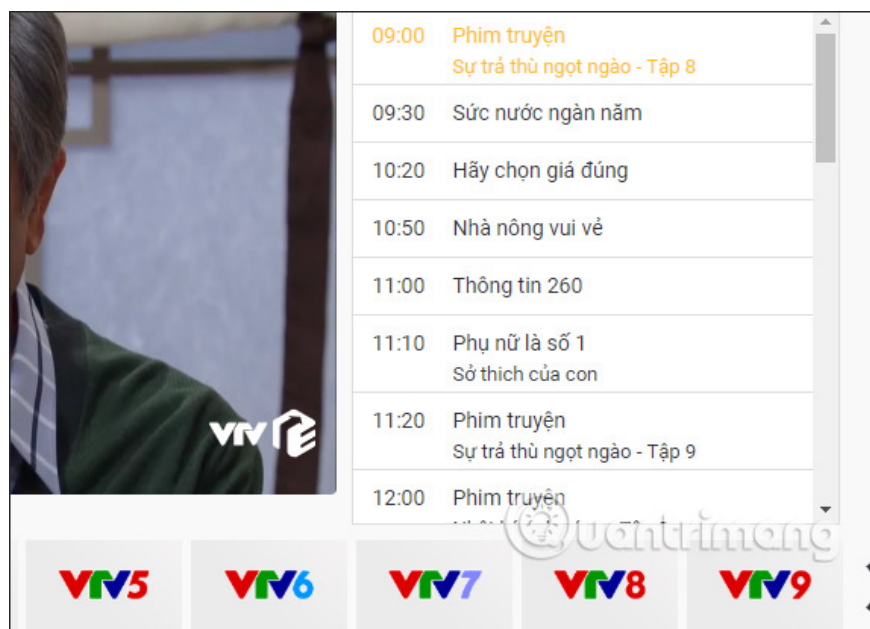 09:00 Phim truyện
Sự trả thù ngọt ngào - Tập 8
09:30 Sức nước ngàn năm
10:20 Hãy chọn giá đúng
10:50 Nhà nông vui vẻ
11:00 Thông tin 260
11:10 Phụ nữ là số 1
Sở thich của con
11:20 Phim truyện
Sự trả thù ngọt ngào - Tập 9
12:00 Phim truyện
VTV
Quantrimang
VTV5 VTV6 VTV7 VTV8 VTV9